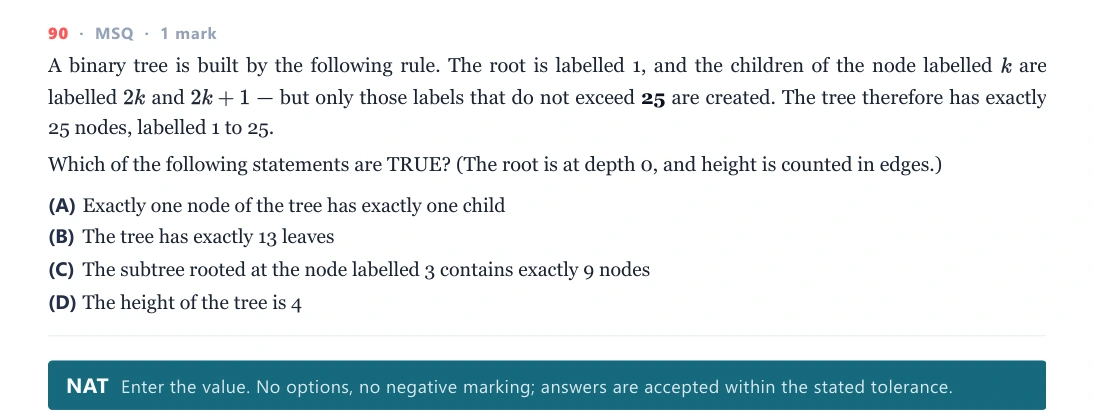 90 · MSQ · 1 mark
A binary tree is built by the following rule. The root is labelled 1, and the children of the node labelled k are
labelled 2k and 2k + 1 — but only those labels that do not exceed 25 are created. The tree therefore has exactly
25 nodes, labelled 1 to 25.
Which of the following statements are TRUE? (The root is at depth 0, and height is counted in edges.)
(A) Exactly one node of the tree has exactly one child
(B) The tree has exactly 13 leaves
(C) The subtree rooted at the node labelled 3 contains exactly 9 nodes
(D) The height of the tree is 4
NAT Enter the value. No options, no negative marking; answers are accepted within the stated tolerance.